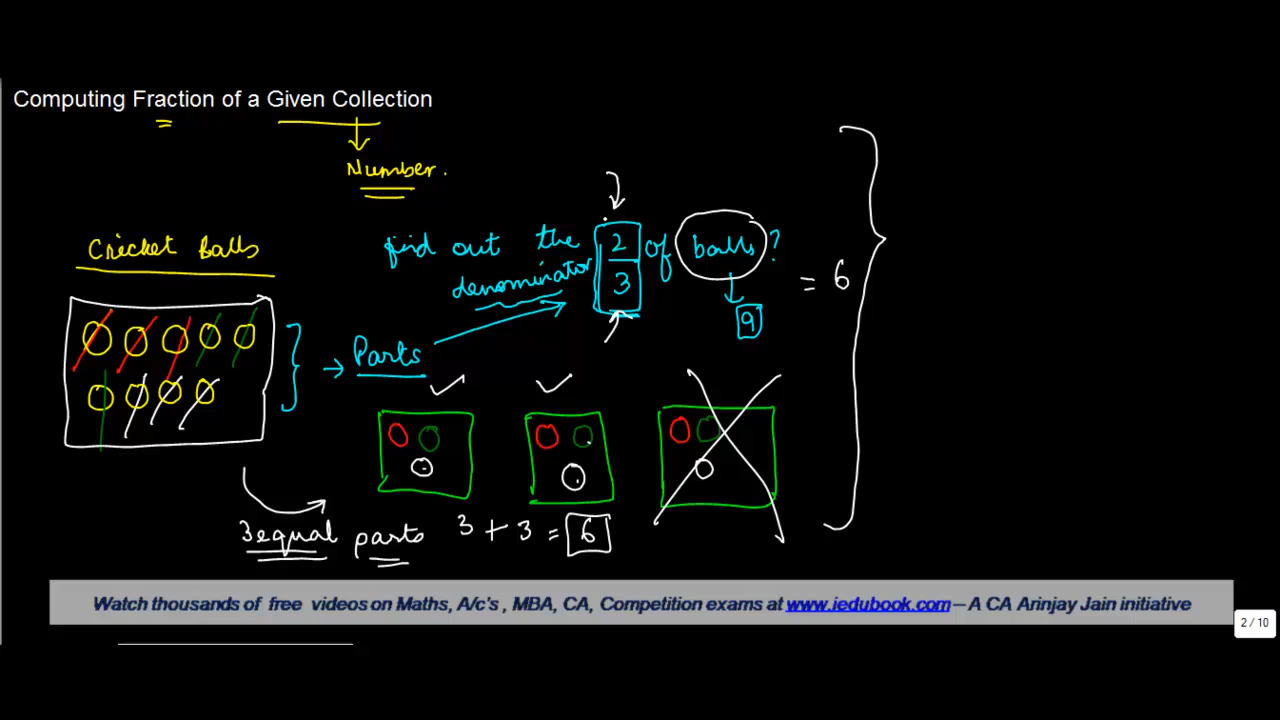 Computing Fraction of a Given Collection
Number.
Cricket Balls
find out the 2/3 of balls?
denominator
= 6
9
→ Parts
3 equal parts
3 + 3 = 6
Watch thousands of free videos on Maths, A/c's , MBA, CA, Competition exams at www.iedubook.com – A CA Arinjay Jain initiative
2 / 10